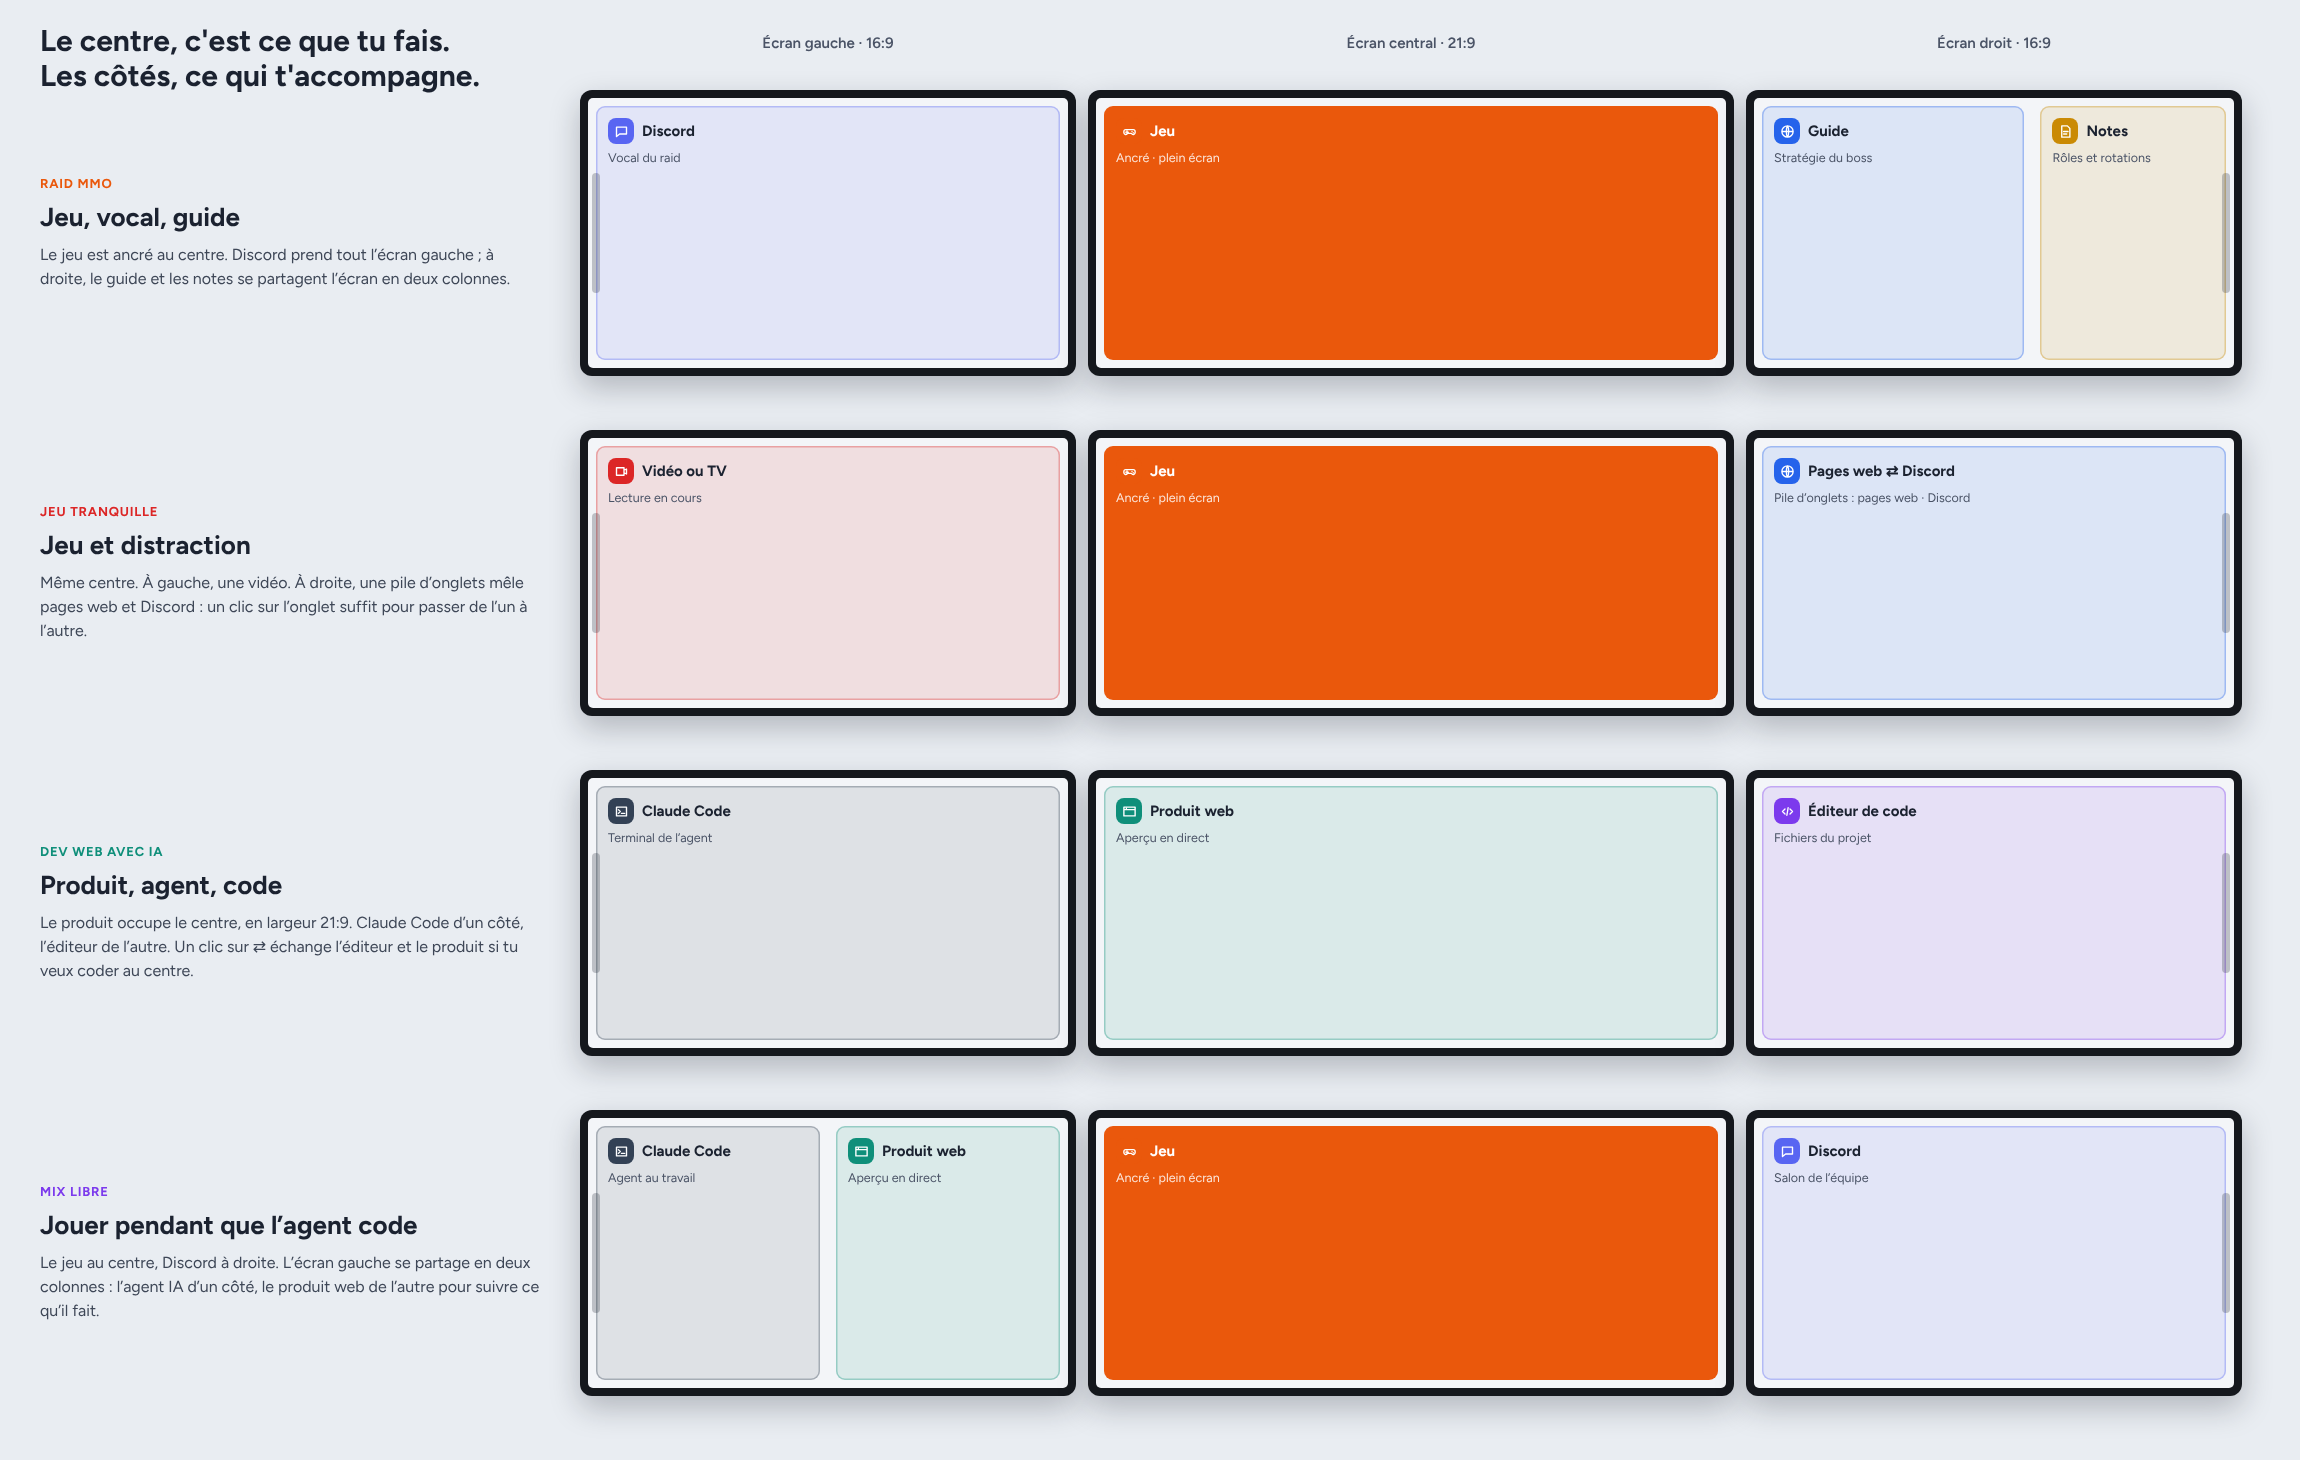 Le centre, c'est ce que tu fais.
Les côtés, ce qui t'accompagne.
Écran gauche · 16:9
Écran central · 21:9
Écran droit · 16:9
RAID MMO
Jeu, vocal, guide
Le jeu est ancré au centre. Discord prend tout l’écran gauche ; à
droite, le guide et les notes se partagent l’écran en deux colonnes.
Discord
Vocal du raid
Jeu
Ancré · plein écran
Guide
Stratégie du boss
Notes
Rôles et rotations
JEU TRANQUILLE
Jeu et distraction
Même centre. À gauche, une vidéo. À droite, une pile d’onglets mêle
pages web et Discord : un clic sur l’onglet suffit pour passer de l’un à
l’autre.
Vidéo ou TV
Lecture en cours
Jeu
Ancré · plein écran
Pages web ⇄ Discord
Pile d’onglets : pages web · Discord
DEV WEB AVEC IA
Produit, agent, code
Le produit occupe le centre, en largeur 21:9. Claude Code d’un côté,
l’éditeur de l’autre. Un clic sur ⇄ échange l’éditeur et le produit si tu
veux coder au centre.
Claude Code
Terminal de l’agent
Produit web
Aperçu en direct
Éditeur de code
Fichiers du projet
MIX LIBRE
Jouer pendant que l’agent code
Le jeu au centre, Discord à droite. L’écran gauche se partage en deux
colonnes : l’agent IA d’un côté, le produit web de l’autre pour suivre ce
qu’il fait.
Claude Code
Agent au travail
Produit web
Aperçu en direct
Jeu
Ancré · plein écran
Discord
Salon de l’équipe